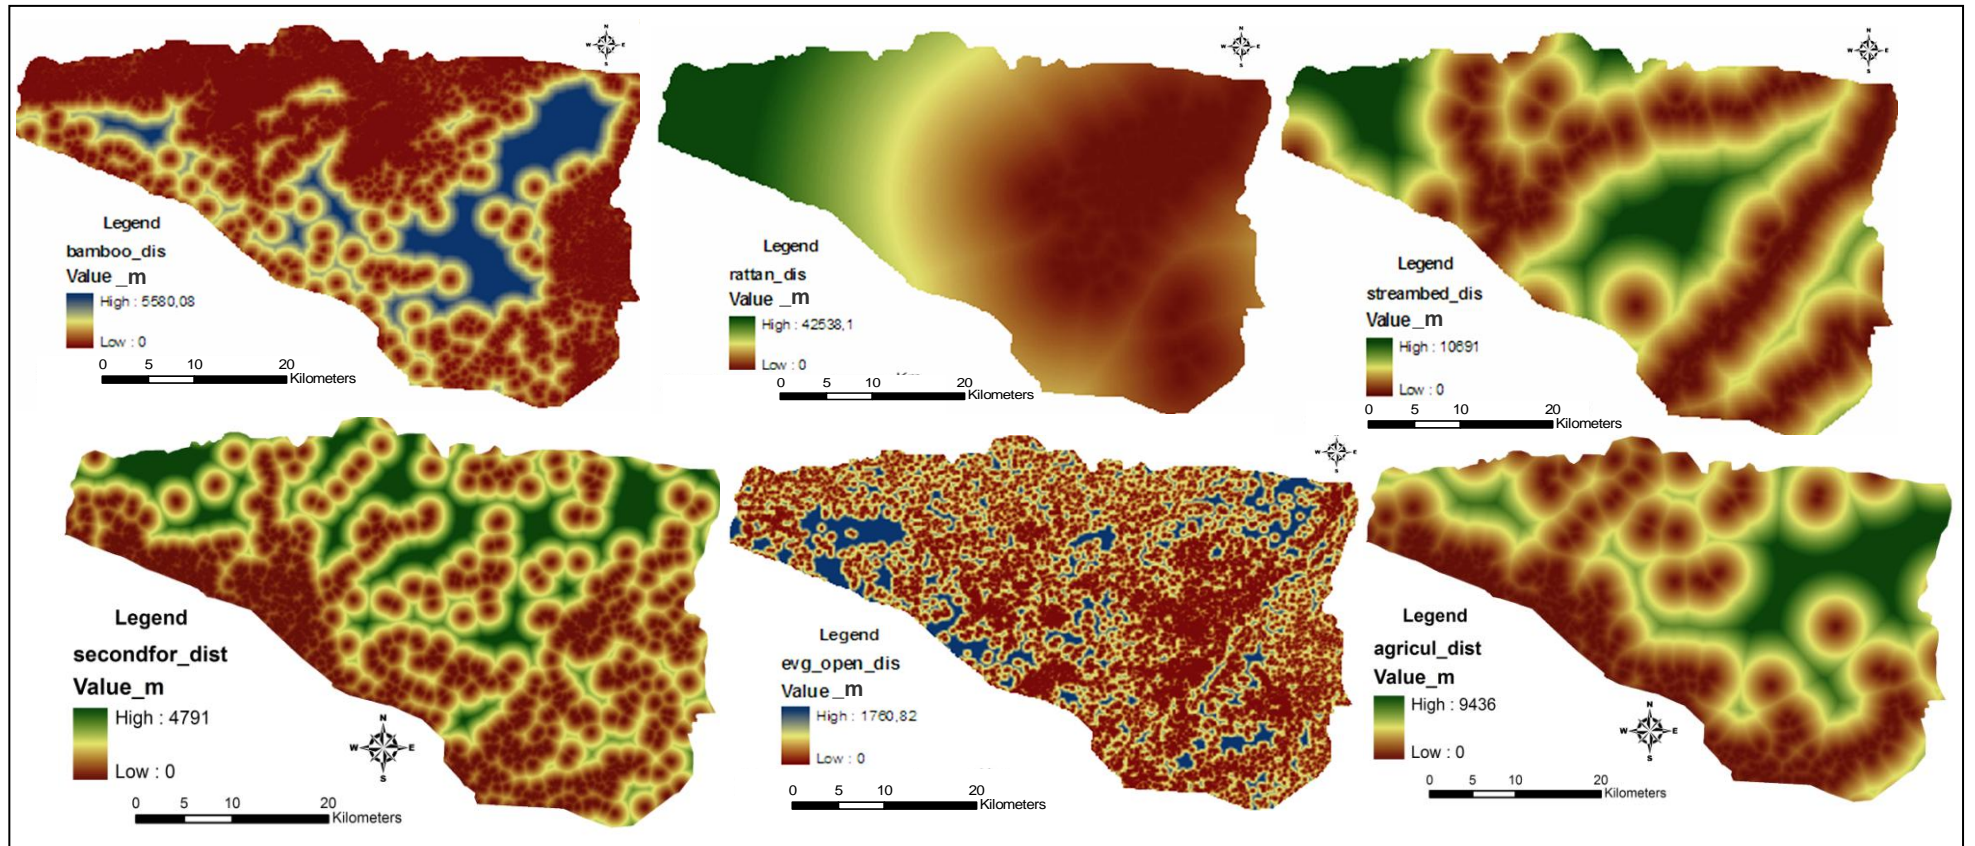 N
W E
S
Legend
bamboo_dis
Value _m
High : 5580,08
Low : 0
0 5 10 20
Kilometers
N
W E
S
Legend
rattan_dis
Value _m
High : 42538,1
Low : 0
0 5 10 20
Kilometers
N
W E
S
Legend
streambed_dis
Value _m
High : 10691
Low : 0
0 5 10 20
Kilometers
Legend
secondfor_dist
Value_m
High : 4791
Low : 0
N
W E
S
0 5 10 20
Kilometers
N
W E
S
Legend
evg_open_dis
Value _m
High : 1760,82
Low : 0
0 5 10 20
Kilometers
Legend
agricul_dist
Value_m
High : 9436
Low : 0
N
W E
S
0 5 10 20
Kilometers